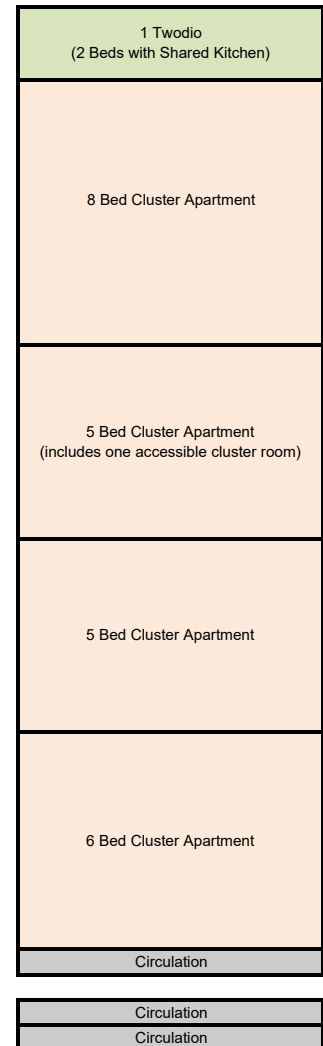 1 Twodio
(2 Beds with Shared Kitchen)
8 Bed Cluster Apartment
5 Bed Cluster Apartment
(includes one accessible cluster room)
5 Bed Cluster Apartment
6 Bed Cluster Apartment
Circulation
Circulation
Circulation